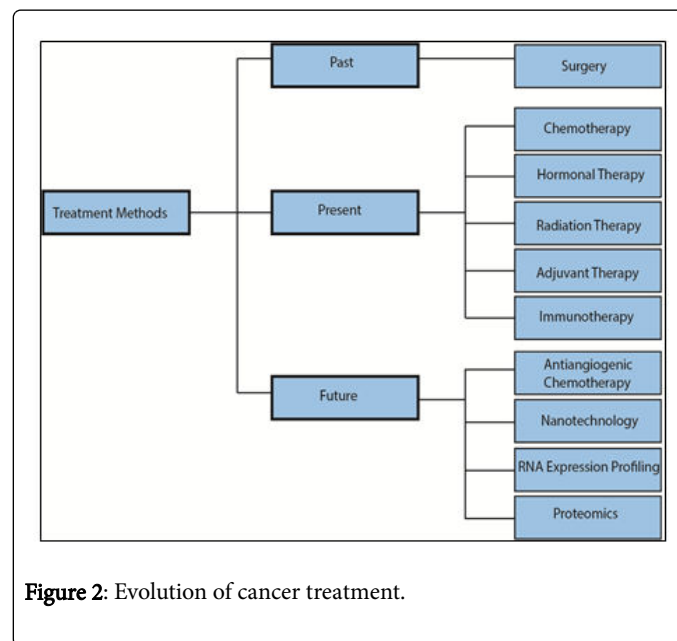 Past
Surgery
Chemotherapy
Hormonal Therapy
Treatment Methods
Present
Radiation Therapy
Adjuvant Therapy
Immunotherapy
Future
Antiangiogenic
Chemotherapy
Nanotechnology
RNA Expression Profiling
Proteomics
Figure 2: Evolution of cancer treatment.